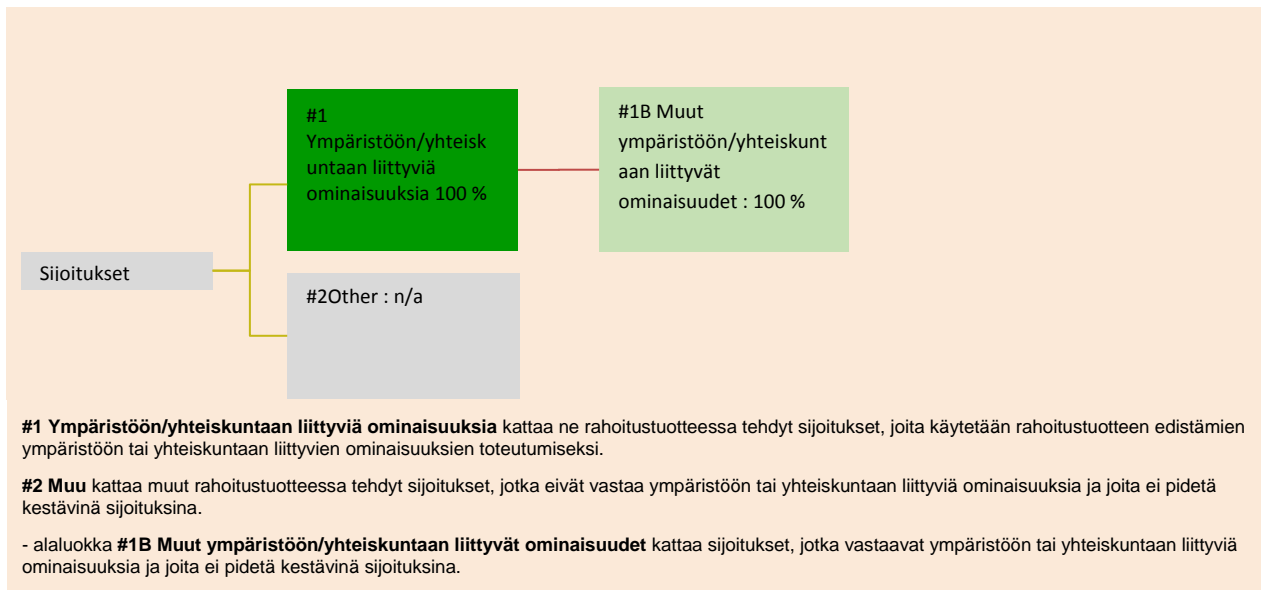 #1
Ympäristöön/yhteisk
untaan liittyviä
ominaisuuksia 100 %
#1B Muut
ympäristöön/yhteiskunt
aan liittyvät
ominaisuudet : 100 %
Sijoitukset
#2Other : n/a
#1 Ympäristöön/yhteiskuntaan liittyviä ominaisuuksia kattaa ne rahoitustuotteessa tehdyt sijoitukset, joita käytetään rahoitustuotteen edistämien
ympäristöön tai yhteiskuntaan liittyvien ominaisuuksien toteutumiseksi.
#2 Muu kattaa muut rahoitustuotteessa tehdyt sijoitukset, jotka eivät vastaa ympäristöön tai yhteiskuntaan liittyviä ominaisuuksia ja joita ei pidetä
kestävinä sijoituksina.
- alaluokka #1B Muut ympäristöön/yhteiskuntaan liittyvät ominaisuudet kattaa sijoitukset, jotka vastaavat ympäristöön tai yhteiskuntaan liittyviä
ominaisuuksia ja joita ei pidetä kestävinä sijoituksina.